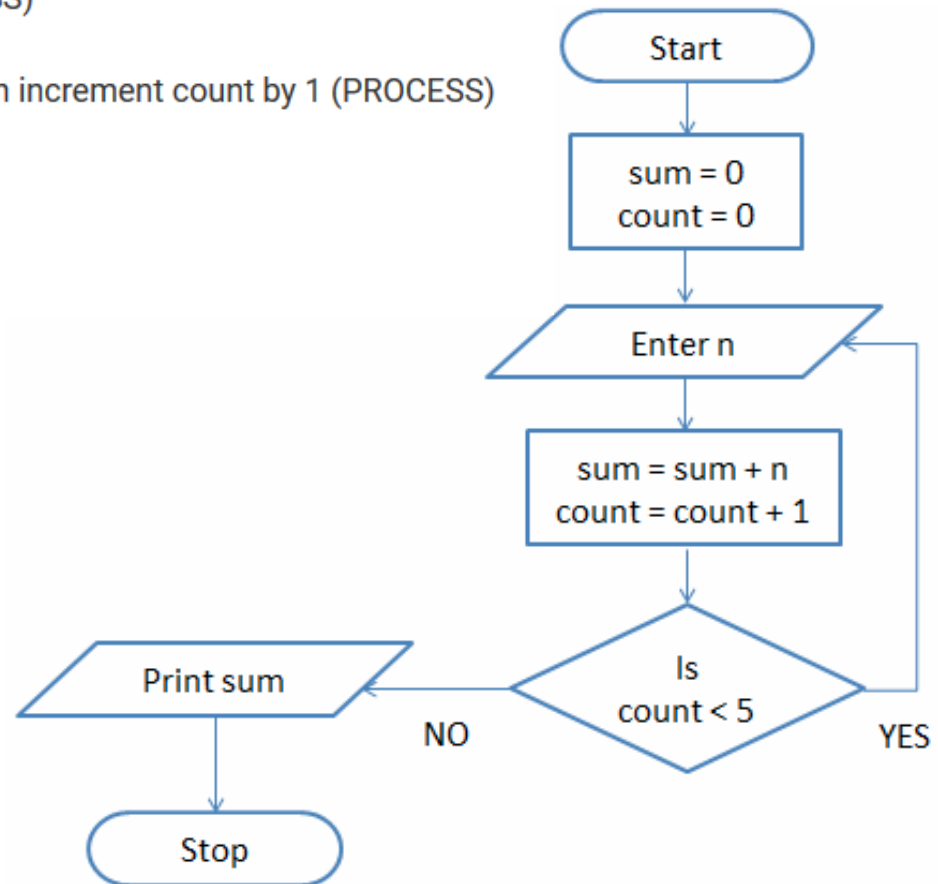 increment count by 1 (PROCESS)
Start
sum = 0
count = 0
Enter n
sum = sum + n
count = count + 1
Is
count < 5
YES
NO
Print sum
Stop